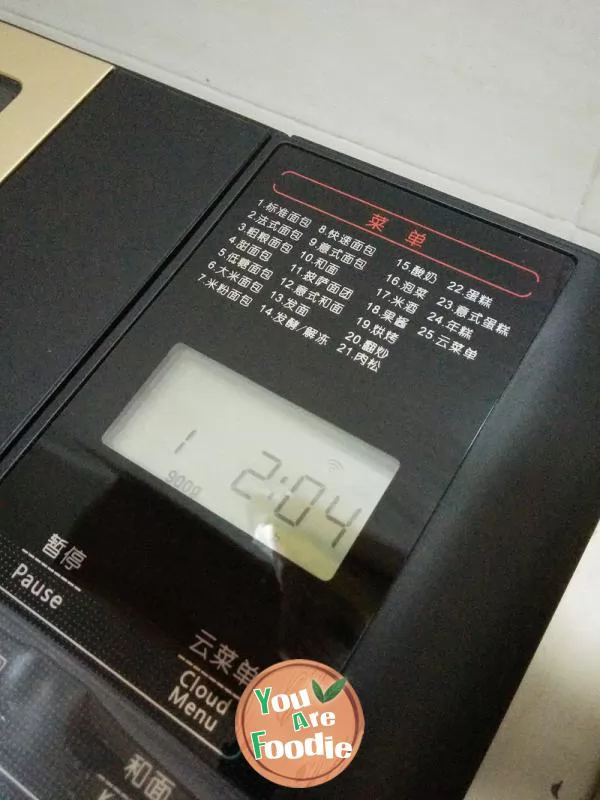 菜单
1.标准面包
2.法式面包
3.粗粮面包
4.甜面包
5.低糖面包
6.大米面包
7.米粉面包
8.快速面包
9.意式面包
10.和面
11.披萨面团
12.意式和面
13.发面
14.发酵/解冻
15.酸奶
16.泡菜
17.米酒
18.果酱
19.烘烤
20.翻炒
21.肉松
22.蛋糕
23.意式蛋糕
24.年糕
25.云菜单
1
2:04
900g
暂停
Pause
云菜单
Cloud
Menu
和面
You
Are
Foodie